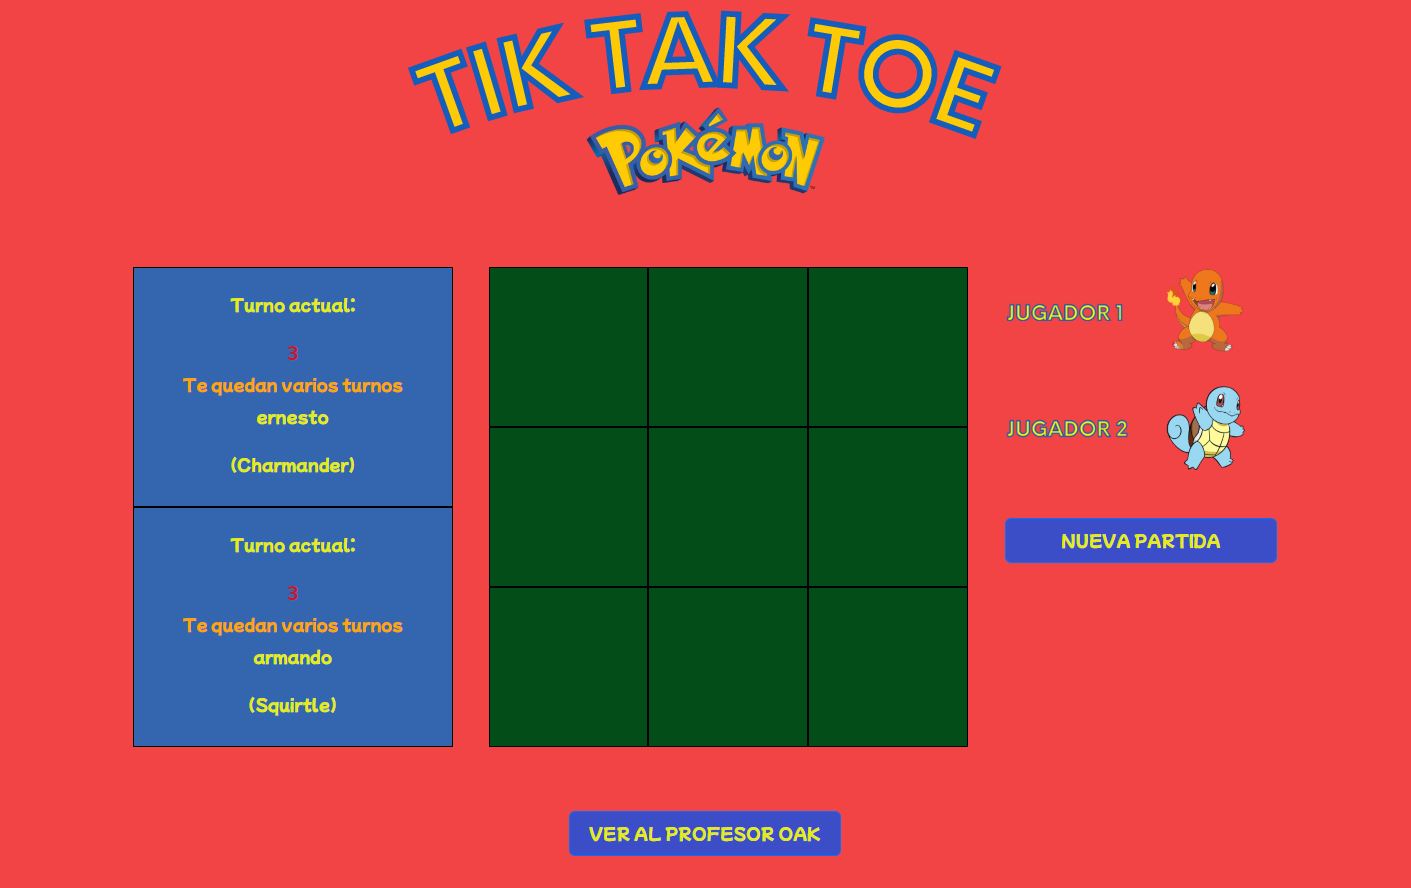 TIK TAK TOE
Pokémon
Turno actual:
3
Te quedan varios turnos
ernesto
(Charmander)
Turno actual:
3
Te quedan varios turnos
armando
(Squirtle)
JUGADOR 1
JUGADOR 2
NUEVA PARTIDA
VER AL PROFESOR OAK